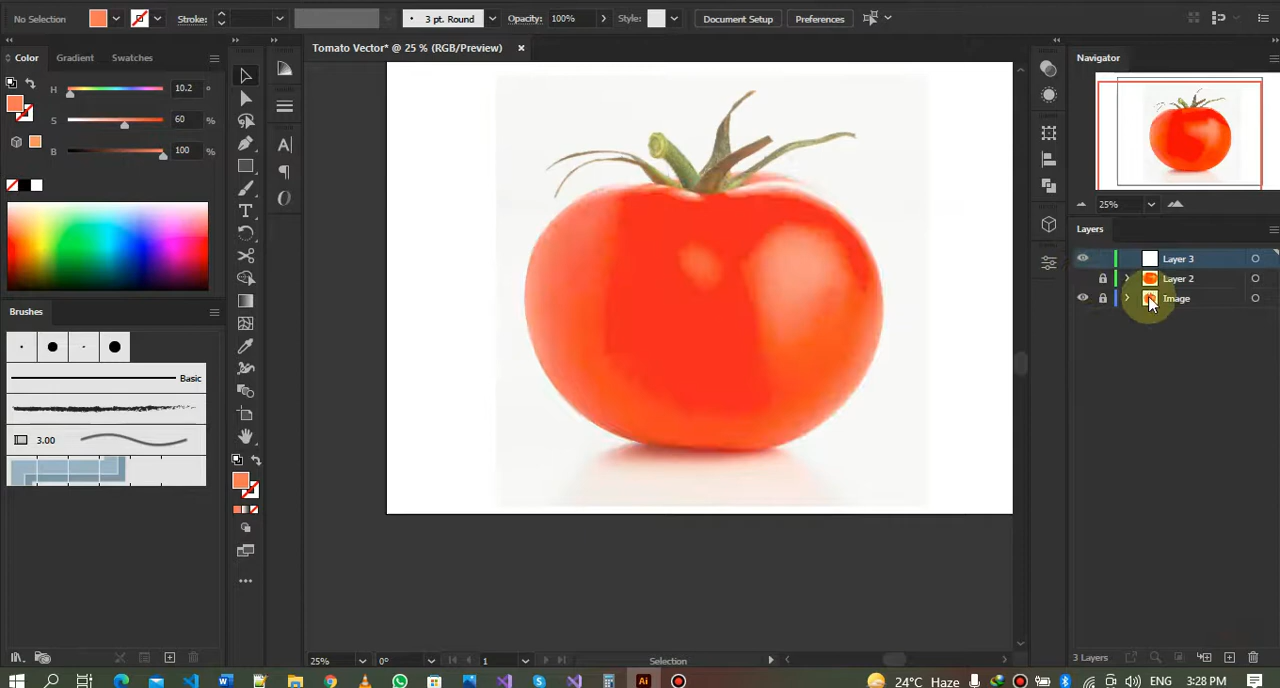 No Selection
Stroke:
3 pt. Round
Opacity:
100%
Style:
Document Setup
Preferences
Color
Gradient
Swatches
Tomato Vector* @ 25 % (RGB/Preview)
Navigator
H
10.2
°
S
60
%
B
100
%
25%
Layers
Layer 3
Layer 2
Image
Brushes
Basic
3.00
25%
0°
1
Selection
3 Layers
24°C
Haze
ENG
3:28 PM